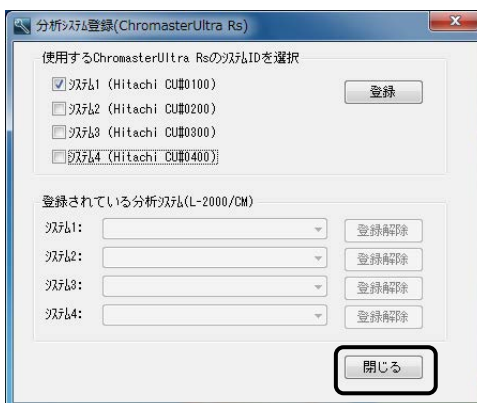 分析ｼｽﾃﾑ登録(ChromasterUltra Rs)
使用するChromasterUltra RsのｼｽﾃﾑIDを選択
ｼｽﾃﾑ1 (Hitachi CU#0100)
登録
ｼｽﾃﾑ2 (Hitachi CU#0200)
ｼｽﾃﾑ3 (Hitachi CU#0300)
ｼｽﾃﾑ4 (Hitachi CU#0400)
登録されている分析ｼｽﾃﾑ(L-2000/CM)
ｼｽﾃﾑ1:
登録解除
ｼｽﾃﾑ2:
登録解除
ｼｽﾃﾑ3:
登録解除
ｼｽﾃﾑ4:
登録解除
閉じる